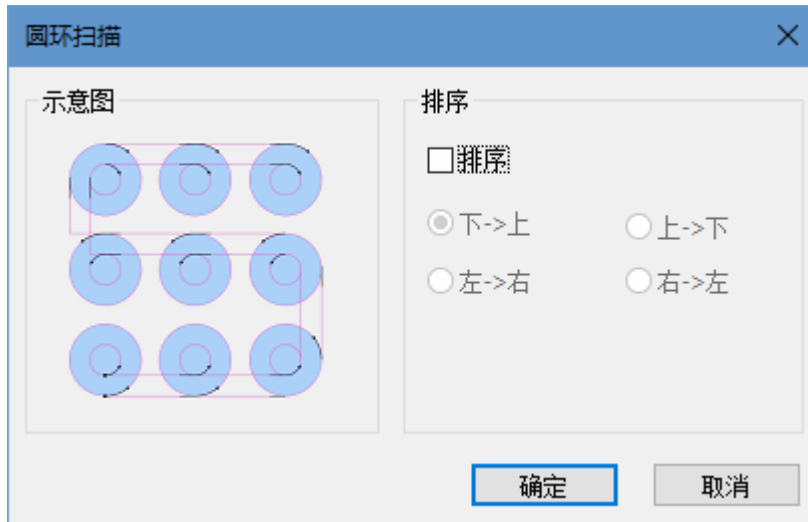 圆环扫描
示意图
排序
排序
下->上
上->下
左->右
右->左
确定
取消